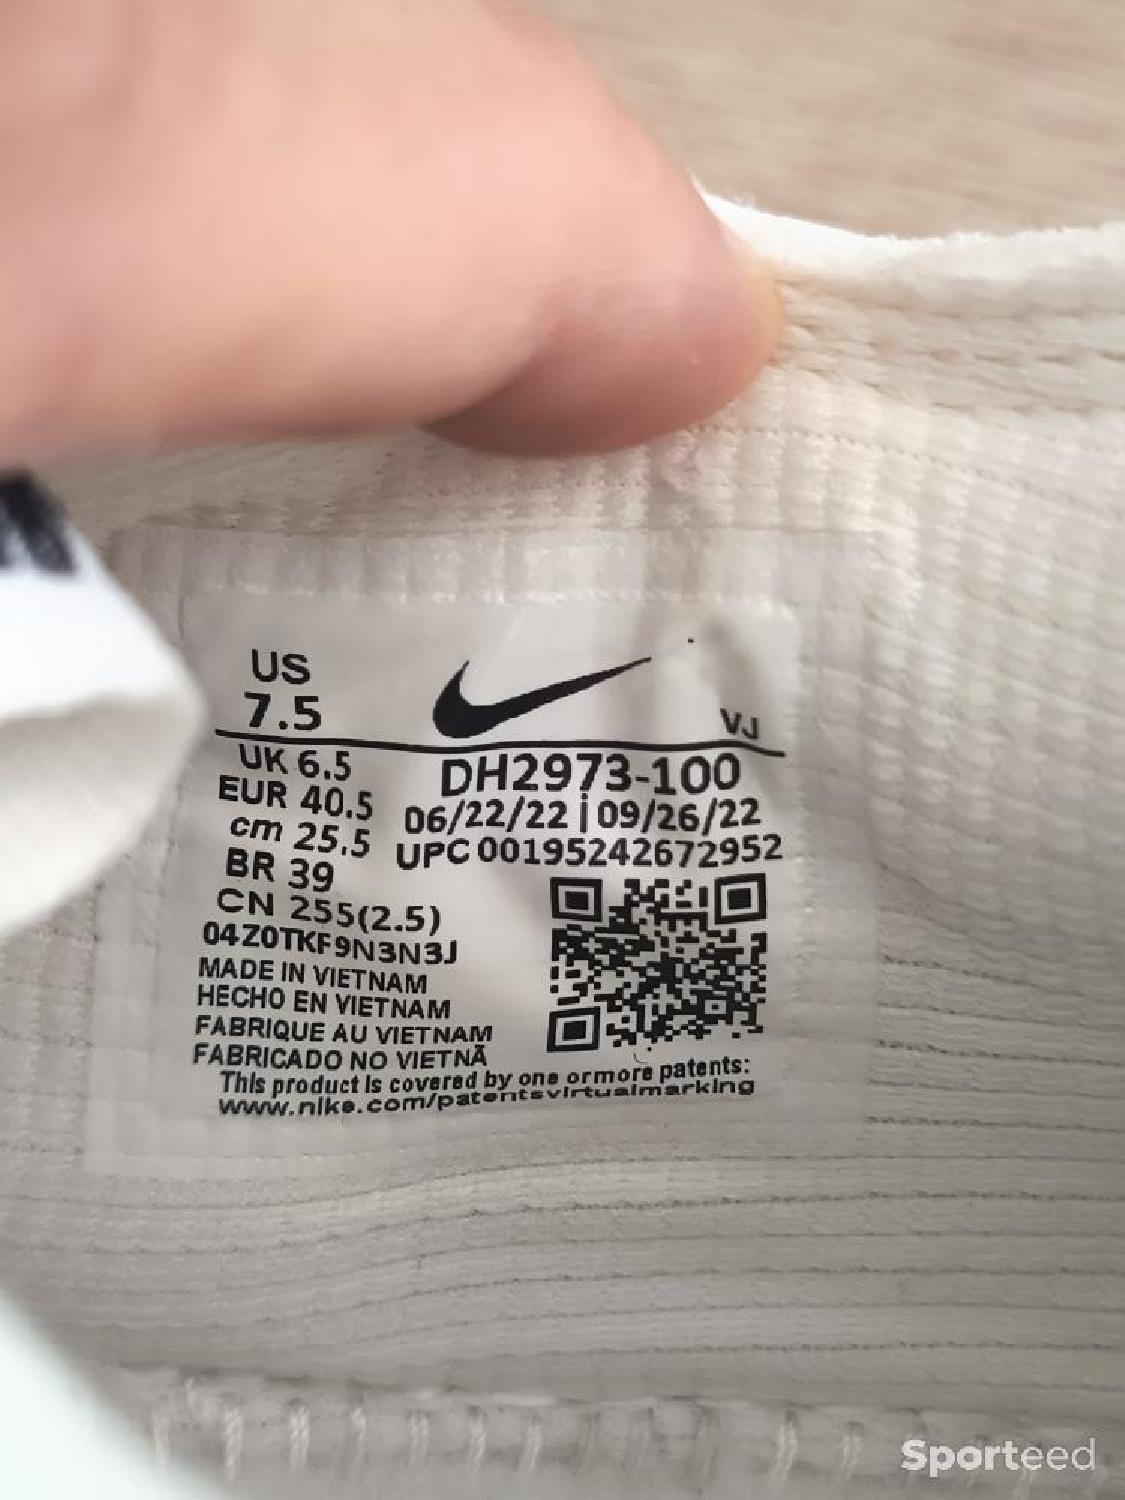 US
7.5
VJ
UK 6.5
EUR 40.5
cm 25.5
BR 39
CN 255(2.5)
DH2973-100
06/22/22 | 09/26/22
UPC 00195242672952
04Z0TKF9N3N3J
MADE IN VIETNAM
HECHO EN VIETNAM
FABRIQUE AU VIETNAM
FABRICADO NO VIETNÃ
This product is covered by one or more patents:
www.nike.com/patentsvirtualmarking
Sporteed